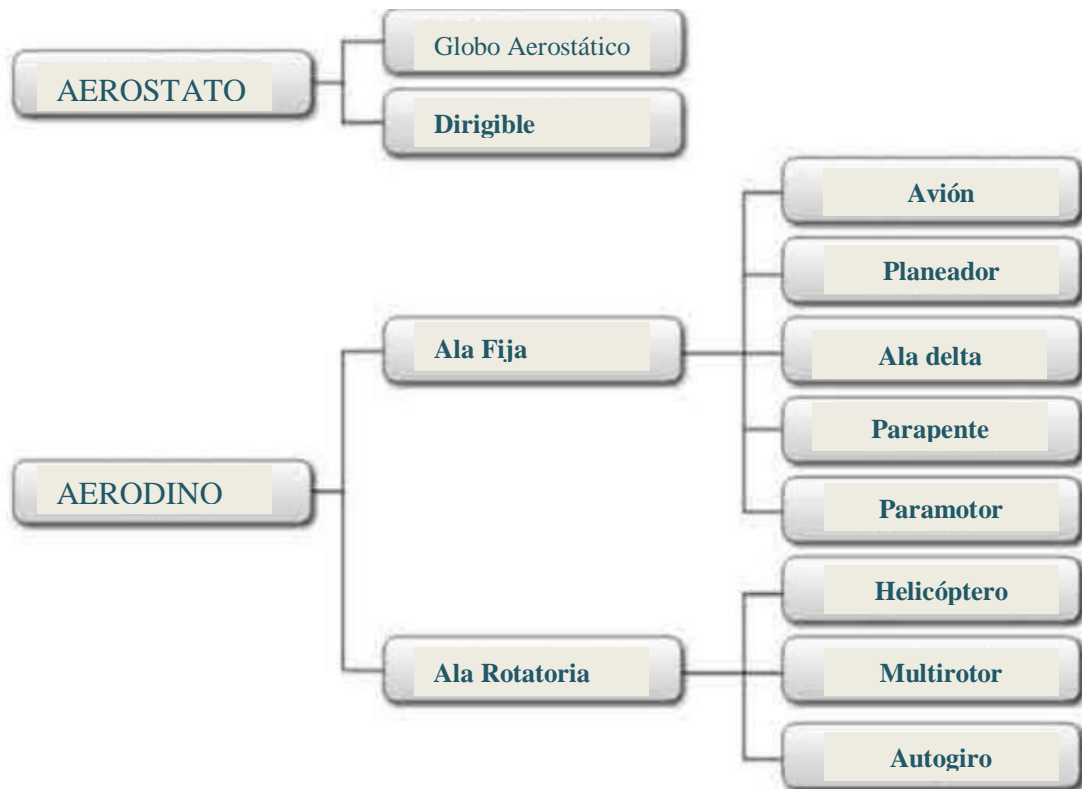 AEROSTATO
Globo Aerostático
Dirigible
AERODINO
Ala Fija
Avión
Planeador
Ala delta
Parapente
Paramotor
Ala Rotatoria
Helicóptero
Multirotor
Autogiro